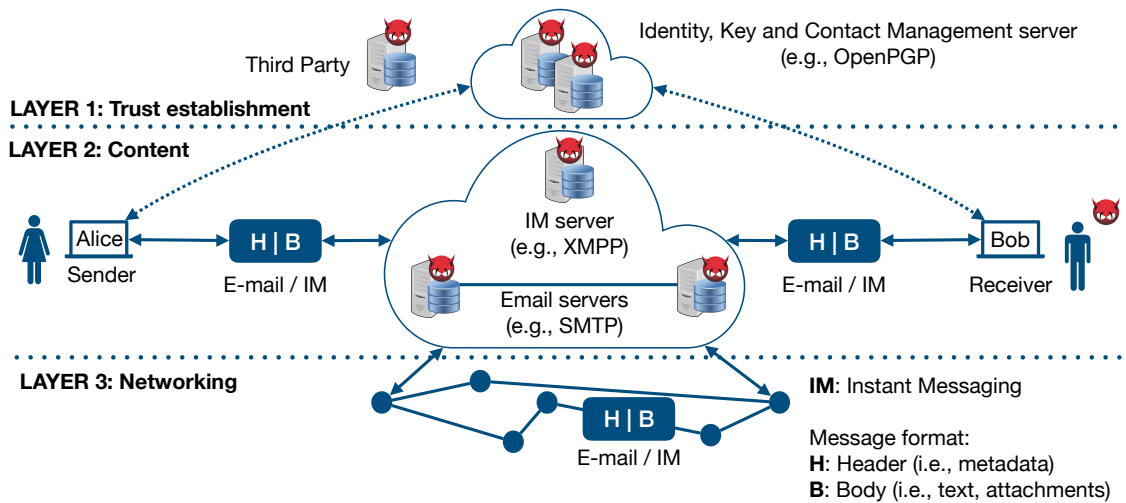 Identity, Key and Contact Management server
(e.g., OpenPGP)
Third Party
LAYER 1: Trust establishment
LAYER 2: Content
IM server
(e.g., XMPP)
Alice
H | B
H | B
Bob
Sender
E-mail / IM
E-mail / IM
Receiver
Email servers
(e.g., SMTP)
LAYER 3: Networking
IM: Instant Messaging
H | B
E-mail / IM
Message format:
H: Header (i.e., metadata)
B: Body (i.e., text, attachments)